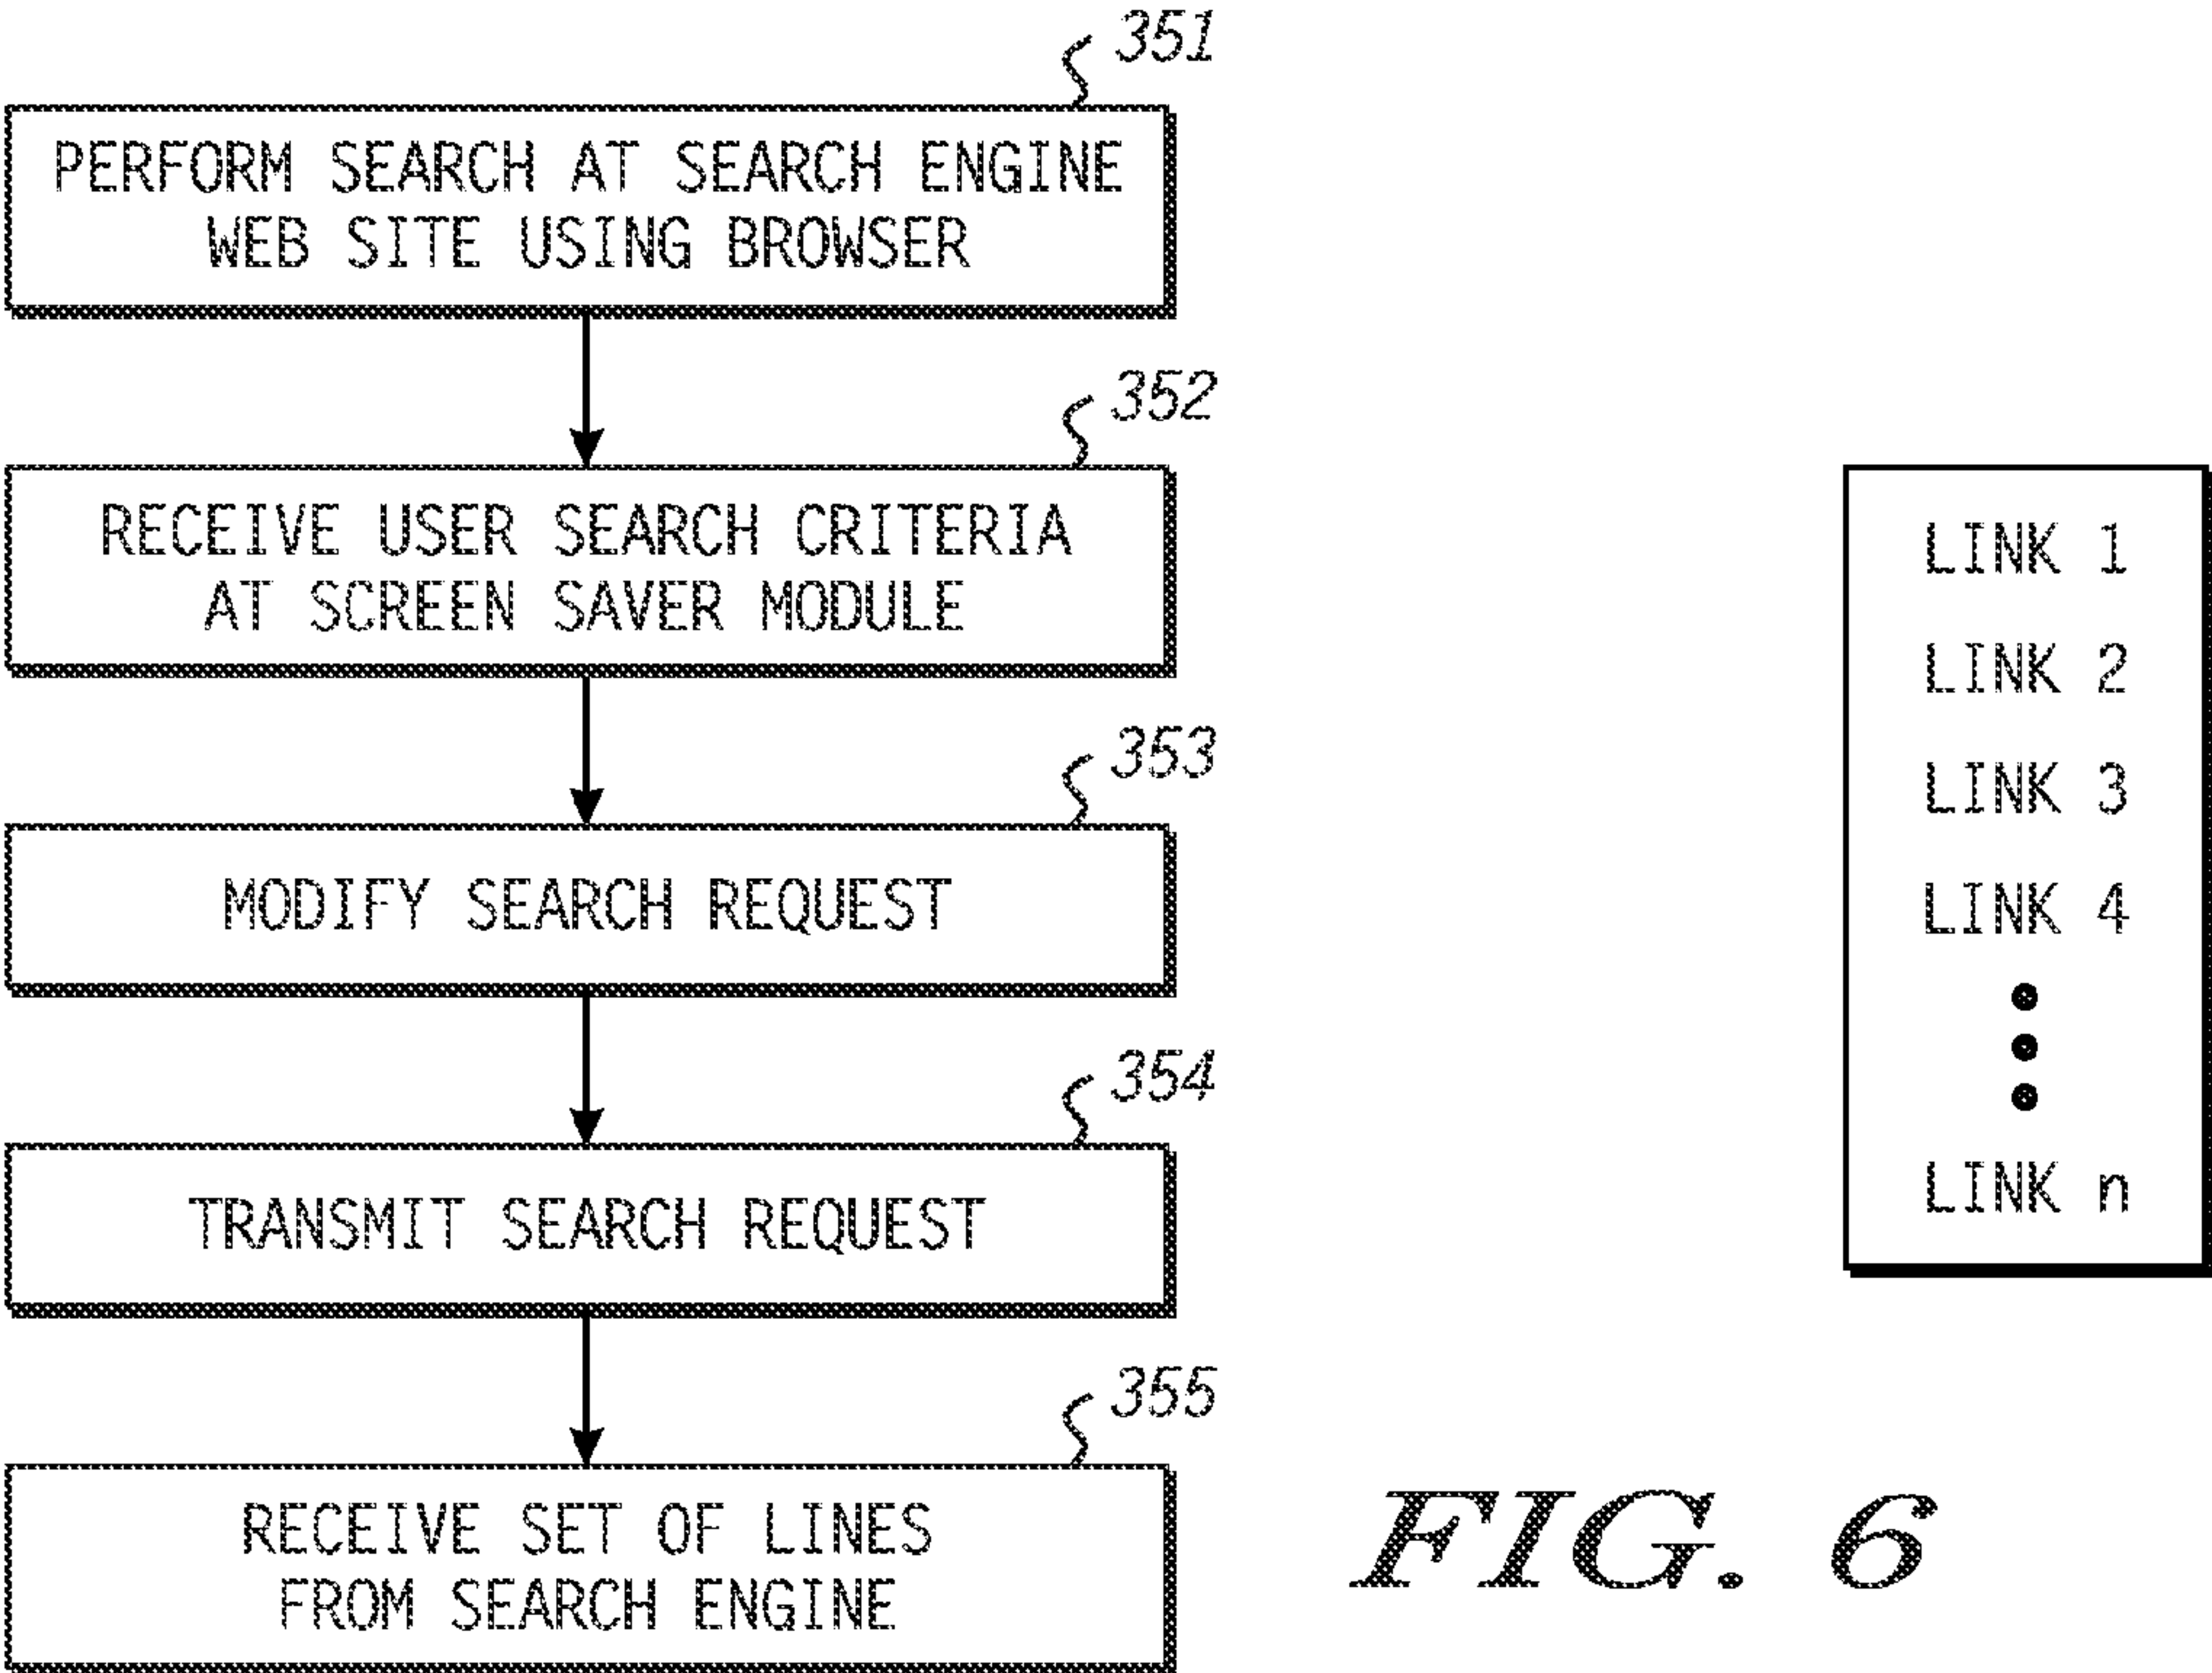 351
PERFORM SEARCH AT SEARCH ENGINE
WEB SITE USING BROWSER
352
RECEIVE USER SEARCH CRITERIA
AT SCREEN SAVER MODULE
353
MODIFY SEARCH REQUEST
354
TRANSMIT SEARCH REQUEST
355
RECEIVE SET OF LINES
FROM SEARCH ENGINE
LINK 1
LINK 2
LINK 3
LINK 4
LINK n
FIG. 6